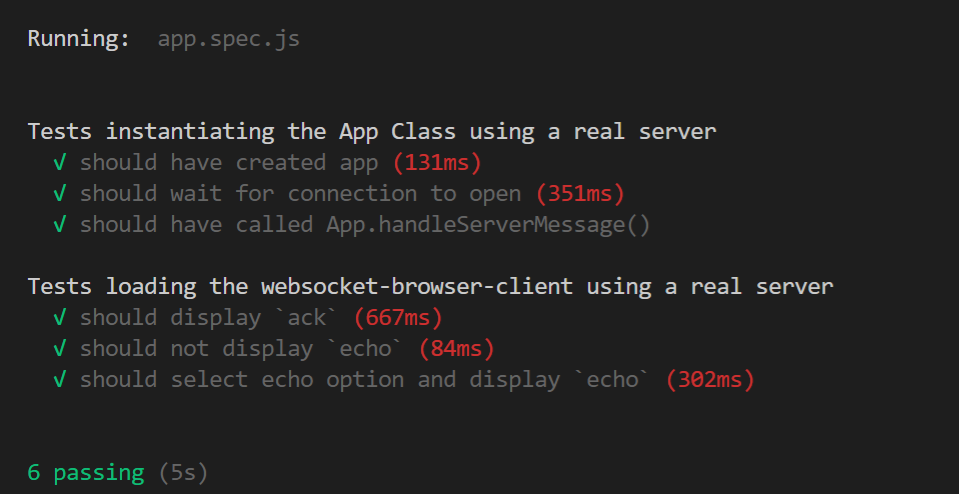 Running:  app.spec.js
Tests instantiating the App Class using a real server
√ should have created app (131ms)
√ should wait for connection to open (351ms)
√ should have called App.handleServerMessage()
Tests loading the websocket-browser-client using a real server
√ should display `ack` (667ms)
√ should not display `echo` (84ms)
√ should select echo option and display `echo` (302ms)
6 passing (5s)